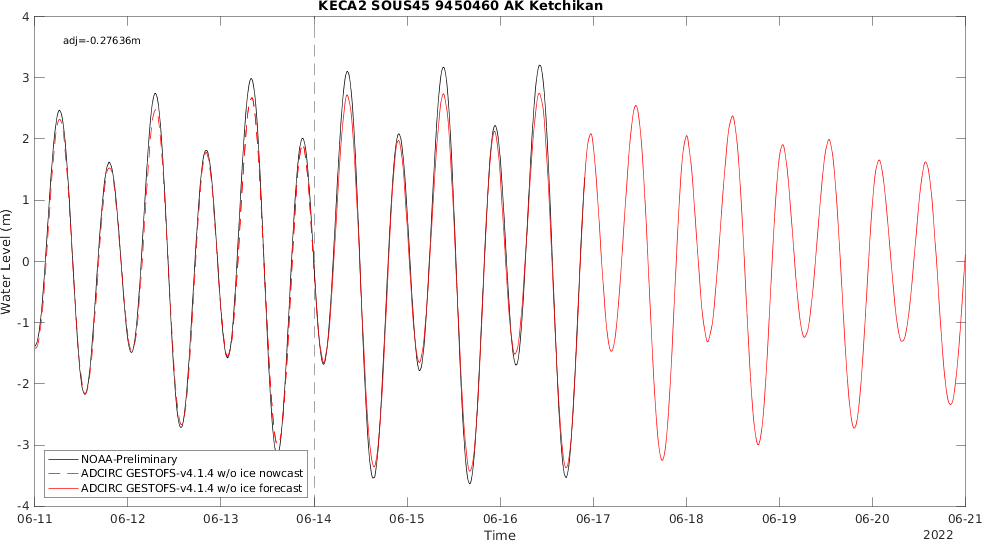 KECA2 SOUS45 9450460 AK Ketchikan
adj=-0.27636m
4
3
2
1
0
-1
-2
-3
-4
Water Level (m)
NOAA-Preliminary
ADCIRC GESTOFS-v4.1.4 w/o ice nowcast
ADCIRC GESTOFS-v4.1.4 w/o ice forecast
06-11 06-12 06-13 06-14 06-15 06-16 06-17 06-18 06-19 06-20 06-21
Time
2022